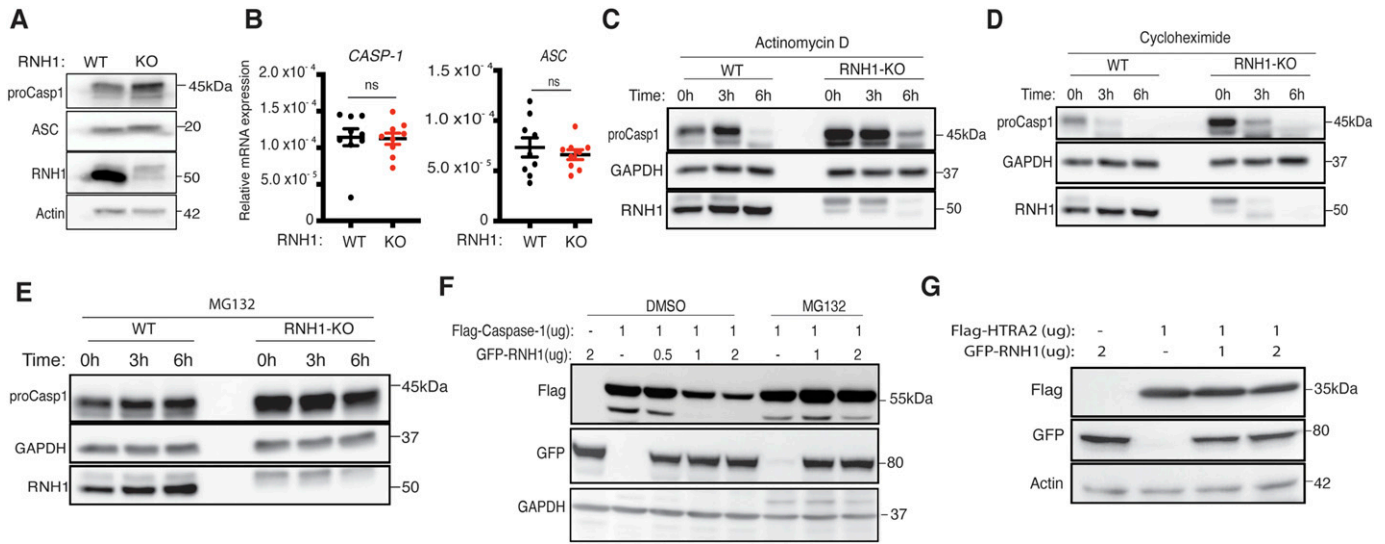 A
RNH1: WT KO
proCasp1 45kDa
ASC 20
RNH1 50
Actin 42
B
CASP-1
Relative mRNA expression
2.0 x10⁻⁴
1.5 x10⁻⁴
1.0 x10⁻⁴
5.0 x10⁻⁵
0
ns
RNH1: WT KO
ASC
1.5 x10⁻⁴
1.0 x10⁻⁴
5.0 x10⁻⁵
0
ns
RNH1: WT KO
C
Actinomycin D
WT RNH1-KO
Time: 0h 3h 6h 0h 3h 6h
proCasp1 45kDa
GAPDH 37
RNH1 50
D
Cycloheximide
WT RNH1-KO
Time: 0h 3h 6h 0h 3h 6h
proCasp1 45kDa
GAPDH 37
RNH1 50
E
MG132
WT RNH1-KO
Time: 0h 3h 6h 0h 3h 6h
proCasp1 45kDa
GAPDH 37
RNH1 50
F
DMSO MG132
Flag-Caspase-1(ug): - 1 1 1 1 1 1 1
GFP-RNH1(ug): 2 - 0.5 1 2 - 1 2
Flag 55kDa
GFP 80
GAPDH 37
G
Flag-HTRA2 (ug): - 1 1 1
GFP-RNH1(ug): 2 - 1 2
Flag 35kDa
GFP 80
Actin 42